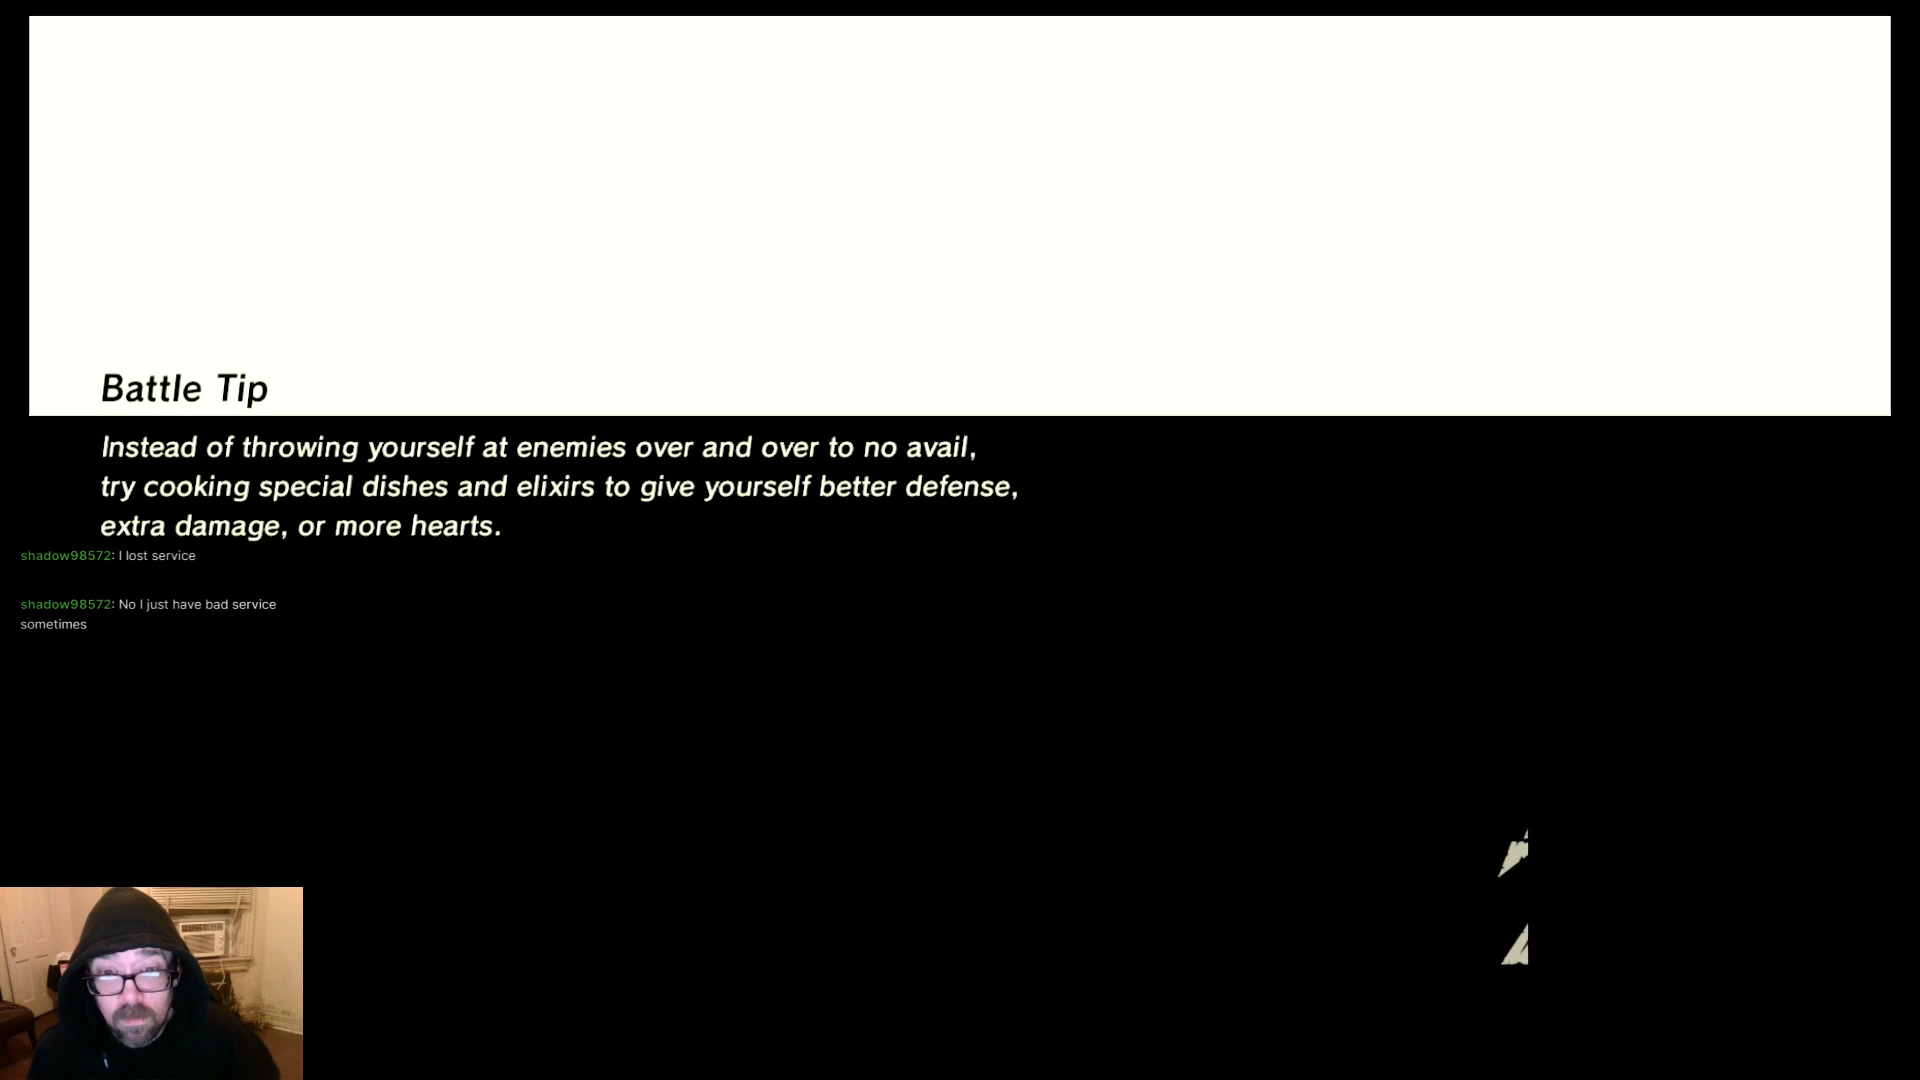 Battle Tip
Instead of throwing yourself at enemies over and over to no avail,
try cooking special dishes and elixirs to give yourself better defense,
extra damage, or more hearts.
shadow98572: I lost service
shadow98572: No I just have bad service
sometimes